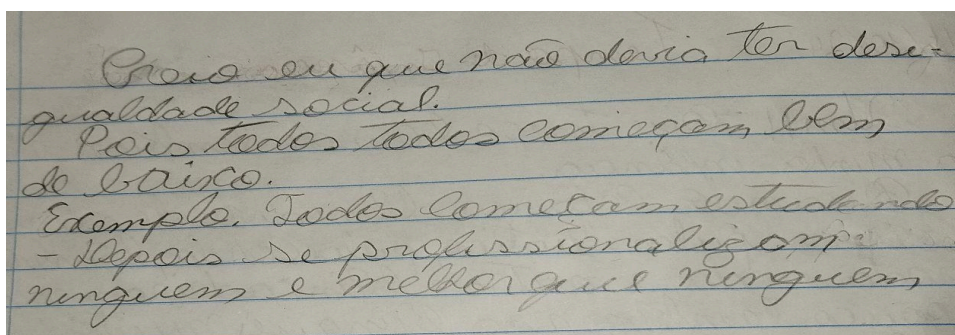 Creio eu que não devia ter desi-
gualdade social.
Pois todos todos começam bem
de baixo.
Exemplo. Todos começam estudando
- Depois se profissionalizam.
ninguem e melhor que ninguem